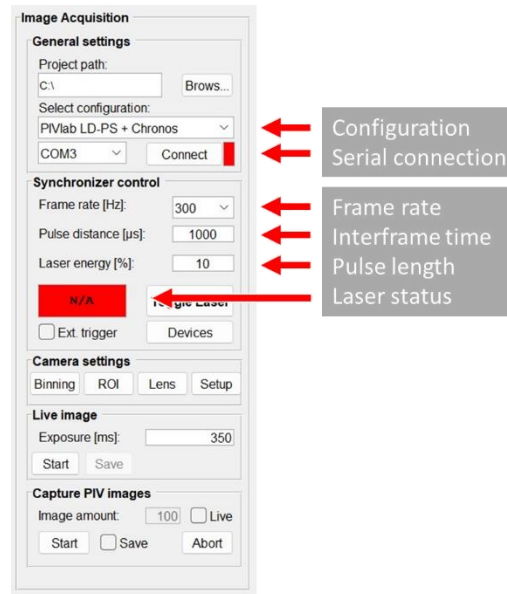 Image Acquisition
General settings
Project path:
C:\ Brows...
Select configuration:
PIVlab LD-PS + Chronos
COM3 Connect
Configuration
Serial connection
Synchronizer control
Frame rate [Hz]: 300
Pulse distance [µs]: 1000
Laser energy [%]: 10
N/A Toggle Laser
Ext. trigger Devices
Frame rate
Interframe time
Pulse length
Laser status
Camera settings
Binning ROI Lens Setup
Live image
Exposure [ms]: 350
Start Save
Capture PIV images
Image amount: 100 Live
Start Save Abort